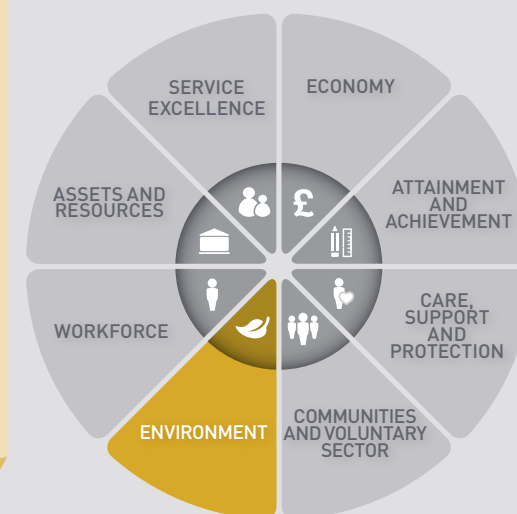 SERVICE
EXCELLENCE
ECONOMY
ASSETS AND
RESOURCES
£
ATTAINMENT
AND
ACHIEVEMENT
WORKFORCE
CARE,
SUPPORT
AND
PROTECTION
ENVIRONMENT
COMMUNITIES
AND VOLUNTARY
SECTOR